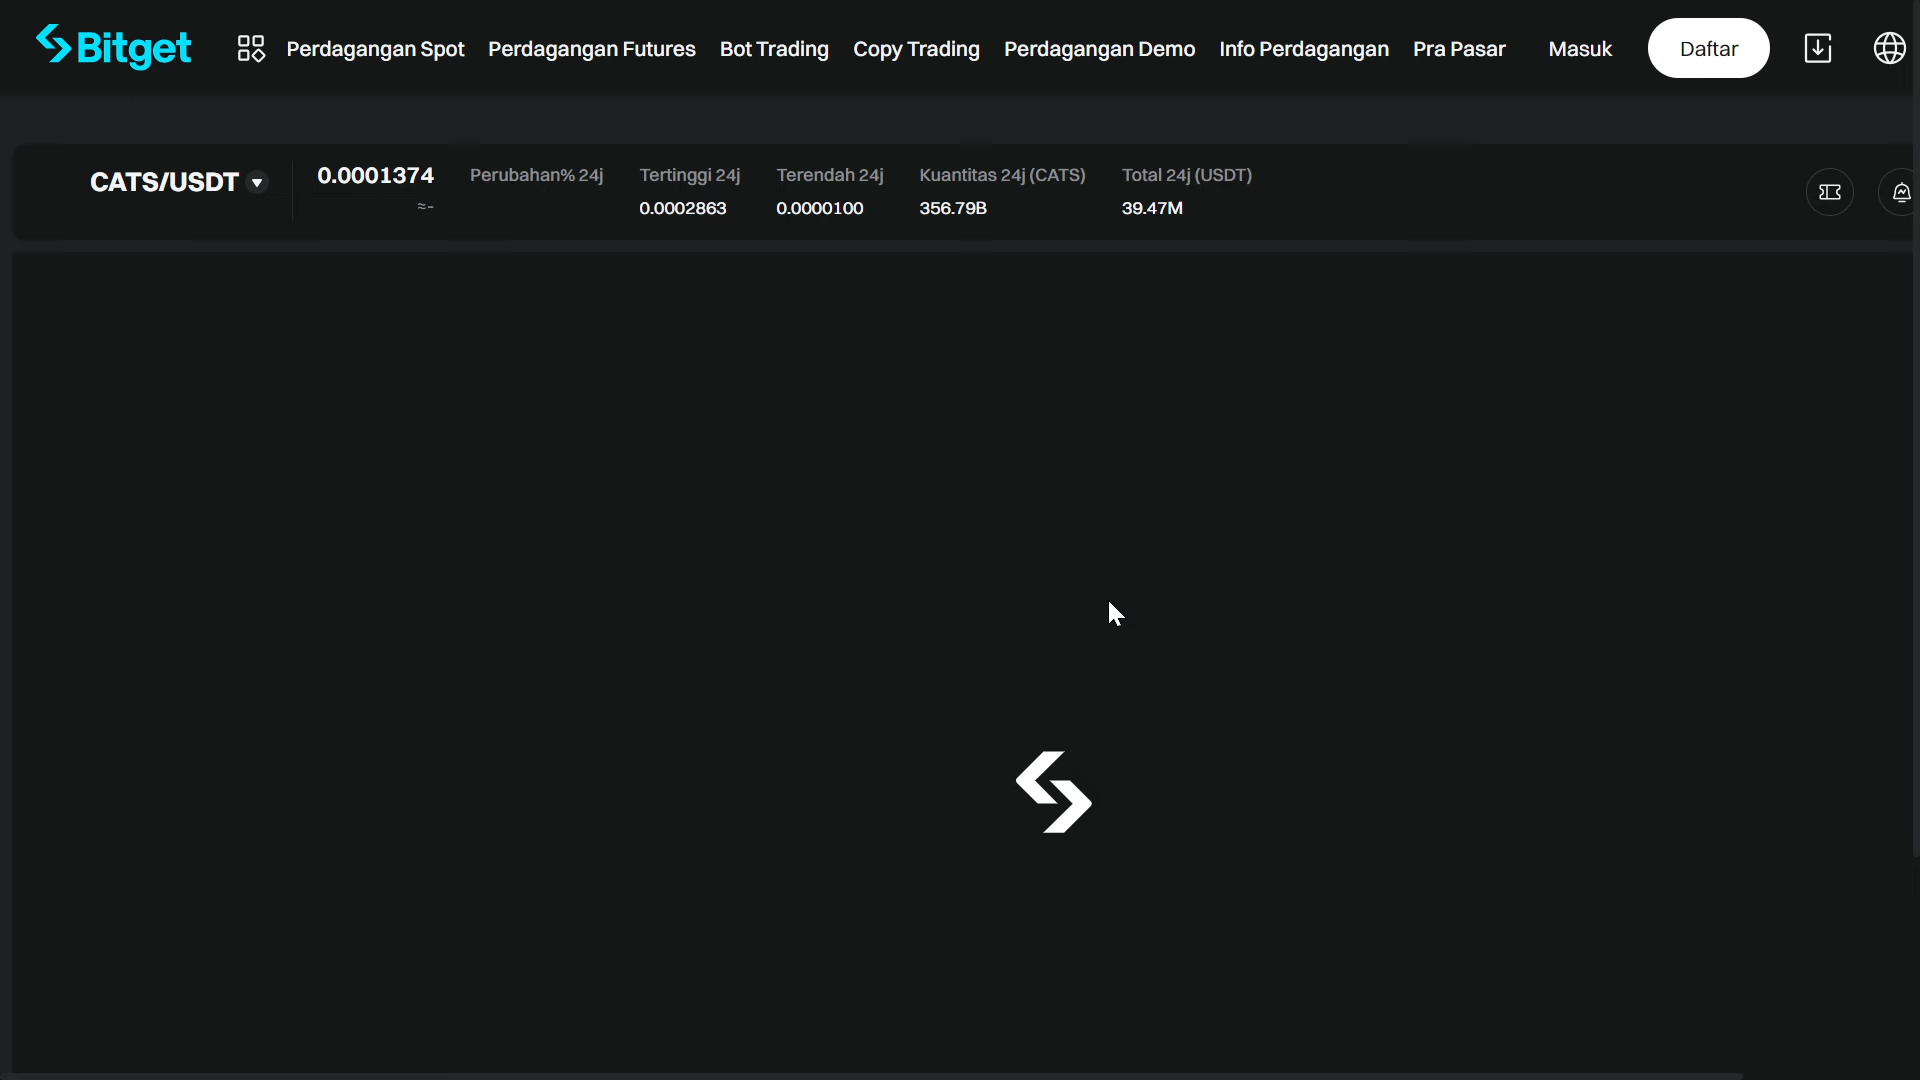 Bitget Perdagangan Spot Perdagangan Futures Bot Trading Copy Trading Perdagangan Demo Info Perdagangan Pra Pasar Masuk Daftar
CATS/USDT 0.0001374 Perubahan% 24j Tertinggi 24j Terendah 24j Kuantitas 24j (CATS) Total 24j (USDT)
≈-  0.0002863 0.0000100 356.79B 39.47M